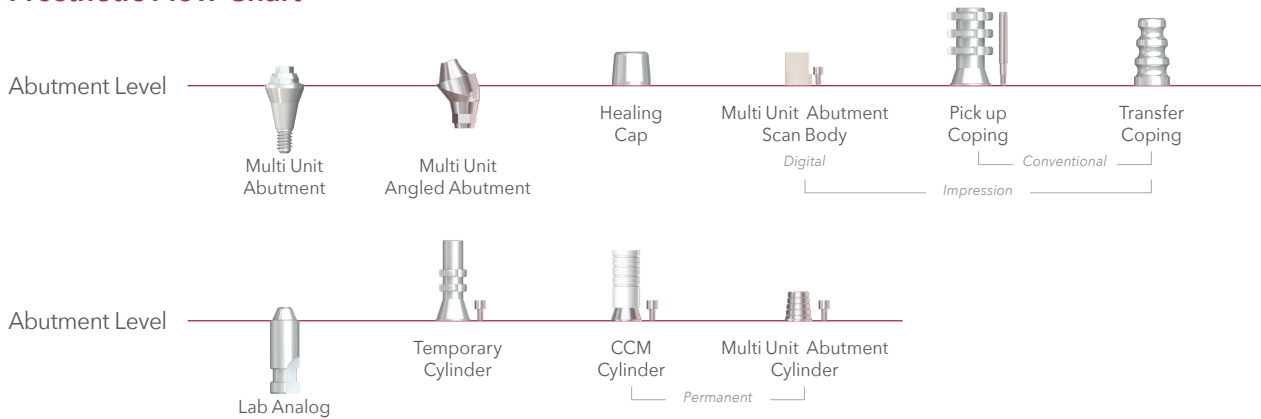 Prosthetic Flow Chart
Abutment Level
Multi Unit
Abutment
Multi Unit
Angled Abutment
Healing
Cap
Multi Unit Abutment
Scan Body
Digital
Pick up
Coping
Transfer
Coping
Conventional
Impression
Abutment Level
Lab Analog
Temporary
Cylinder
CCM
Cylinder
Multi Unit Abutment
Cylinder
Permanent